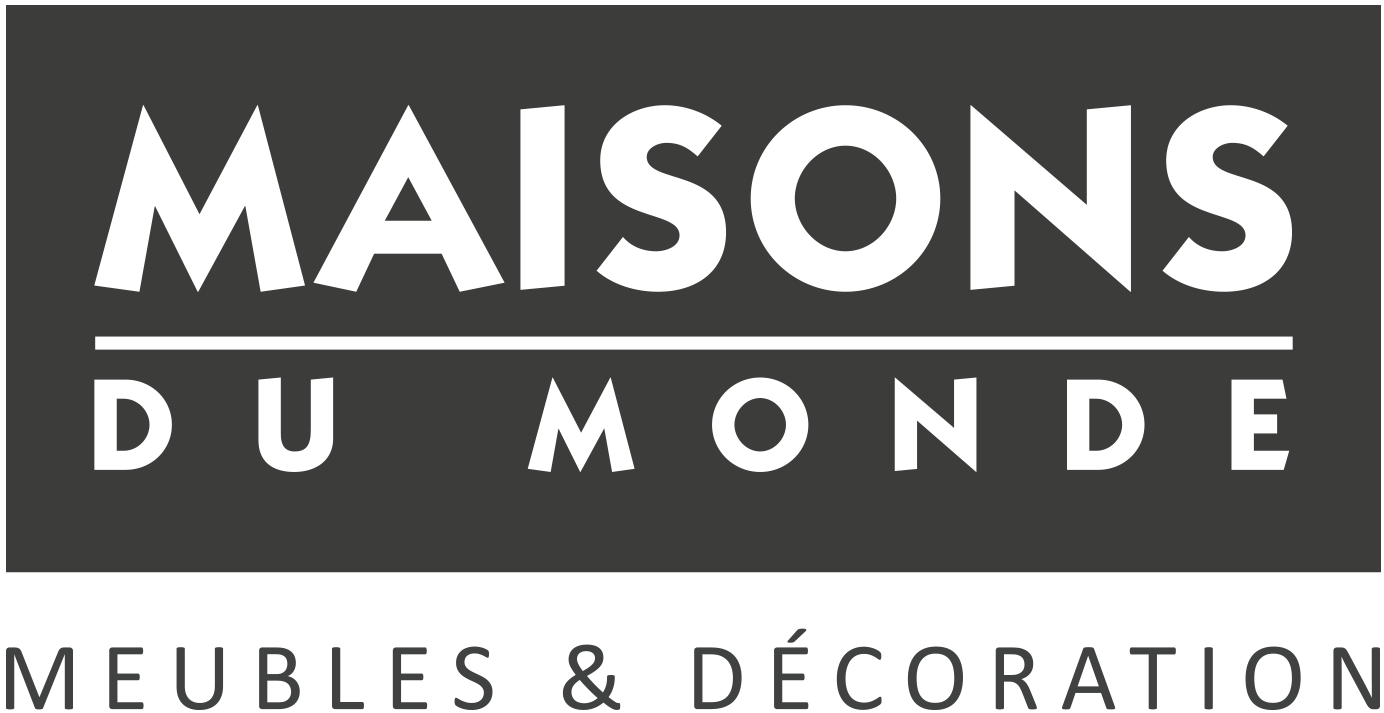 MAISONS
DU MONDE
MEUBLES & DÉCORATION